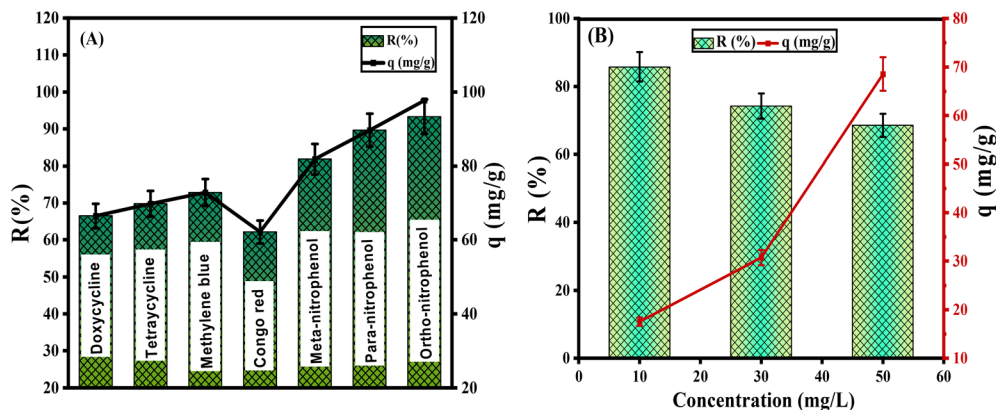 (A)
R(%)
q (mg/g)
120
110
100
90
80
70
60
50
40
30
20
R(%)
120
100
80
60
40
20
q (mg/g)
Doxycycline
Tetraycycline
Methylene blue
Congo red
Meta-nitrophenol
Para-nitrophenol
Ortho-nitrophenol
(B)
R (%) q (mg/g)
100
80
60
40
20
0
R (%)
80
70
60
50
40
30
20
10
q (mg/g)
0 10 20 30 40 50 60
Concentration (mg/L)